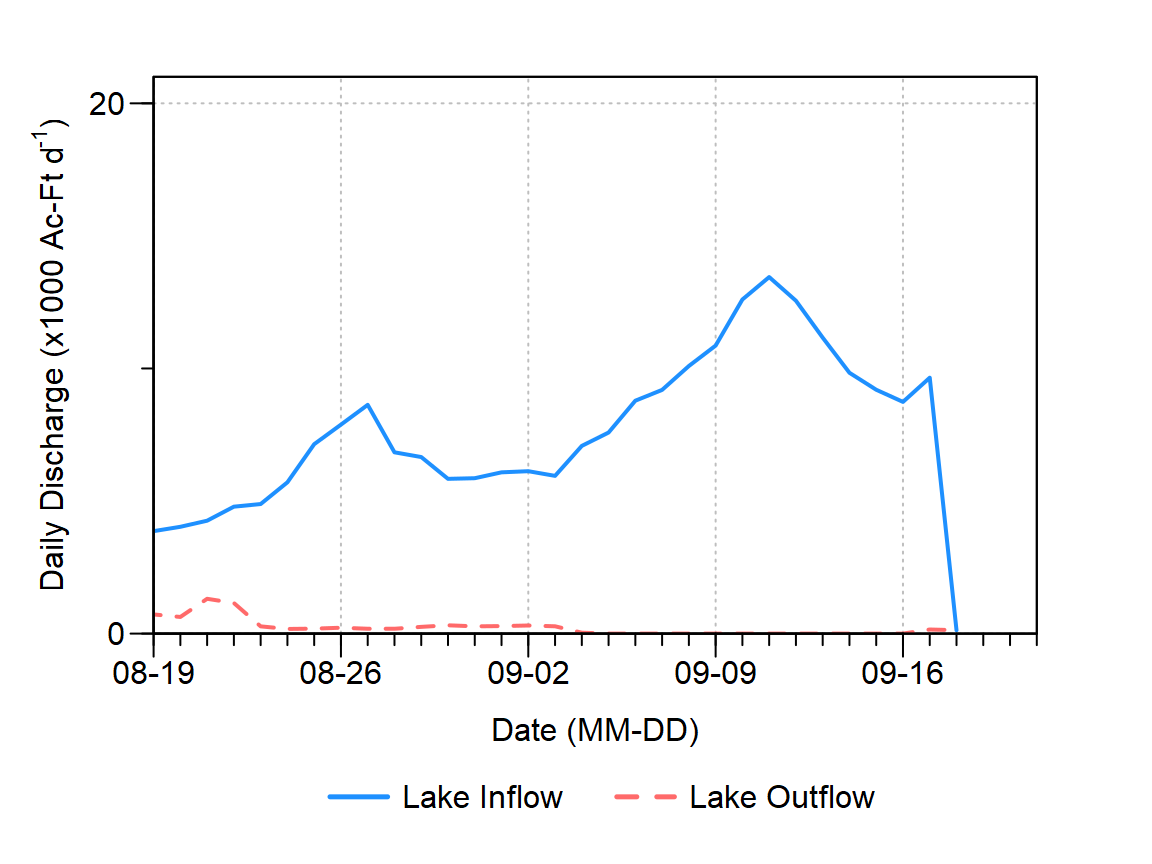 20
0
Daily Discharge (x1000 Ac-Ft d⁻¹)
08-19 08-26 09-02 09-09 09-16
Date (MM-DD)
Lake Inflow Lake Outflow